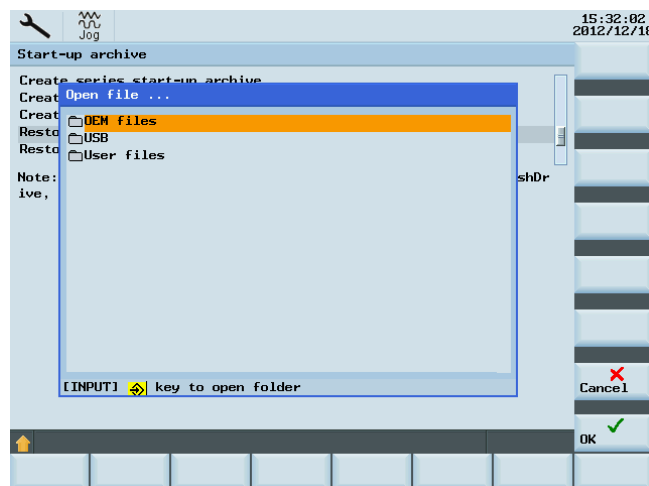 15:32:02
Jog
2012/12/18
Start-up archive
Create series start-up archive
Creat
Open file ...
Creat
OEM files
Resto
USB
Resto
User files
Note:
shDr
ive,
[INPUT] key to open folder
Cancel
OK